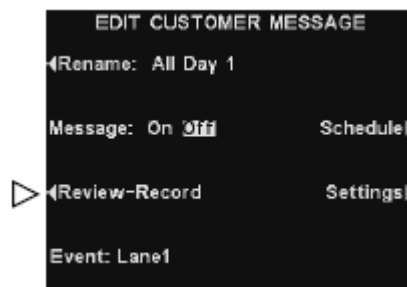 EDIT CUSTOMER MESSAGE
Rename: All Day 1
Message: On Off Schedule
Review-Record Settings
Event: Lane1